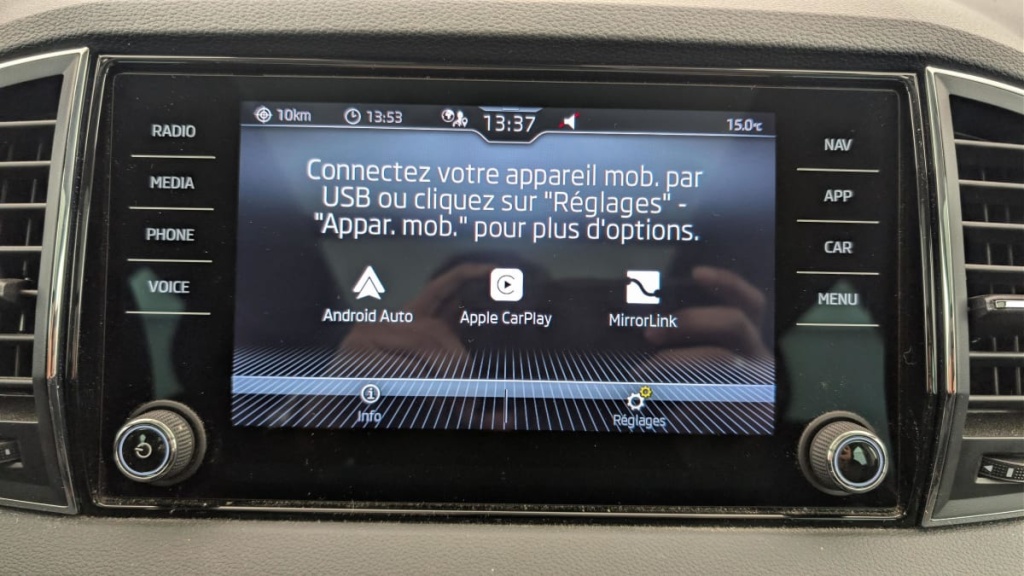 10km 13:53 13:37 15.0°c
RADIO
MEDIA
PHONE
VOICE
Connectez votre appareil mob. par
USB ou cliquez sur "Réglages" -
"Appar. mob." pour plus d'options.
Android Auto Apple CarPlay MirrorLink
Info Réglages
NAV
APP
CAR
MENU